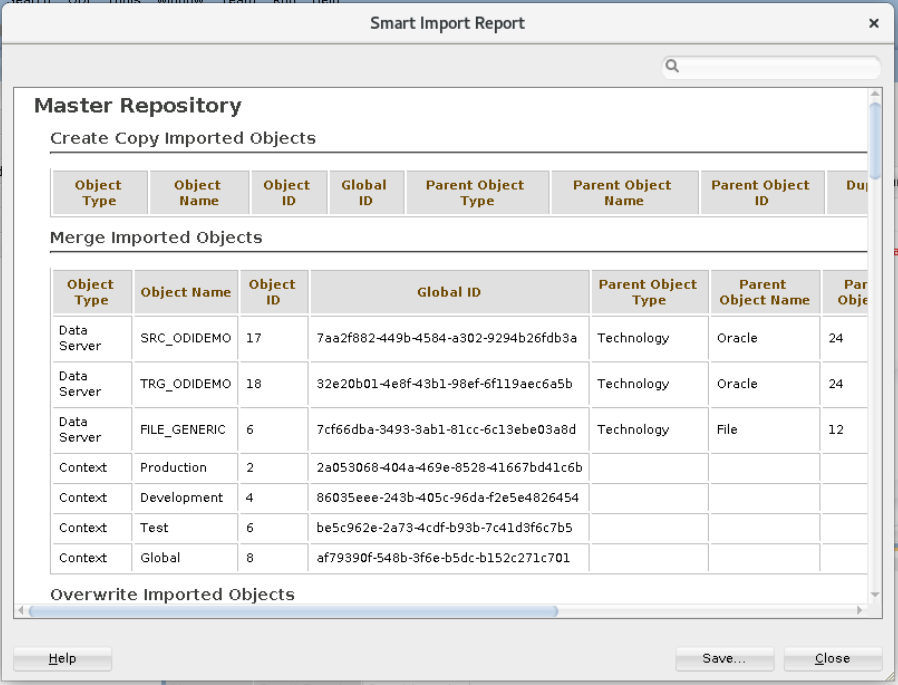 Smart Import Report
Master Repository
Create Copy Imported Objects
Object Type Object Name Object ID Global ID Parent Object Type Parent Object Name Parent Object ID
Merge Imported Objects
Object Type Object Name Object ID Global ID Parent Object Type Parent Object Name
Data Server SRC_ODIDEMO 17 7aa2f882-449b-4584-a302-9294b26fdb3a Technology Oracle 24
Data Server TRG_ODIDEMO 18 32e20b01-4e8f-43b1-98ef-6f119aec6a5b Technology Oracle 24
Data Server FILE_GENERIC 6 7cf66dba-3493-3ab1-81cc-6c13ebe03a8d Technology File 12
Context Production 2 2a053068-404a-469e-8528-41667bd41c6b
Context Development 4 86035eee-243b-405c-96da-f2e5e4826454
Context Test 6 be5c962e-2a73-4cdf-b93b-7c41d3f6c7b5
Context Global 8 af79390f-548b-3f6e-b5dc-b152c271c701
Overwrite Imported Objects
Help Save... Close